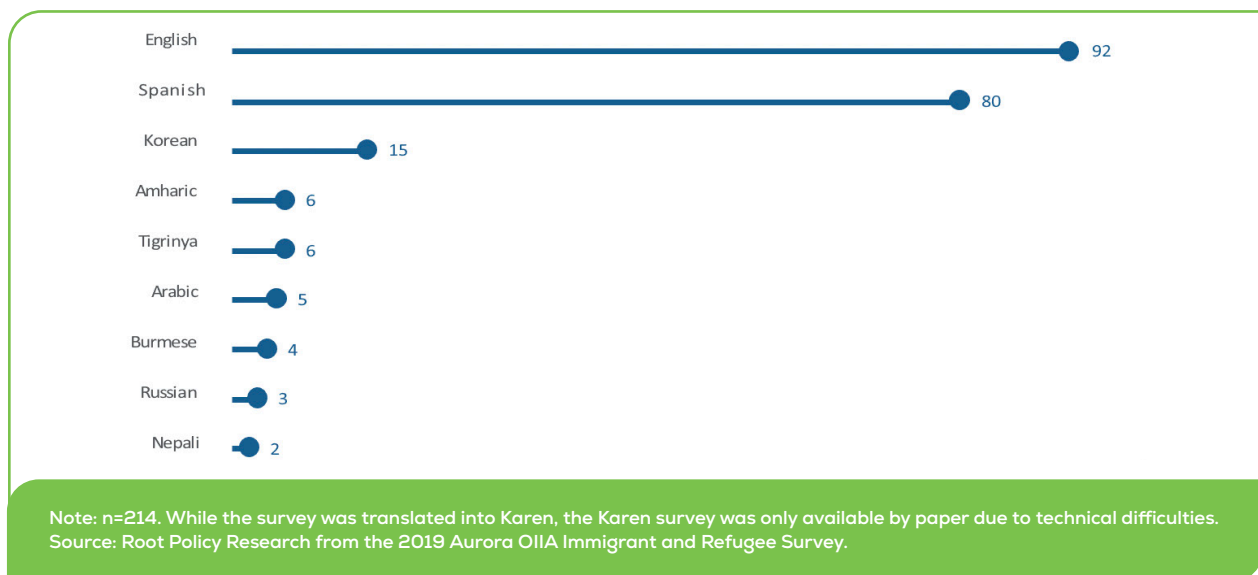 English
92
Spanish
80
Korean
15
Amharic
6
Tigrinya
6
Arabic
5
Burmese
4
Russian
3
Nepali
2
Note: n=214. While the survey was translated into Karen, the Karen survey was only available by paper due to technical difficulties.
Source: Root Policy Research from the 2019 Aurora OIIA Immigrant and Refugee Survey.